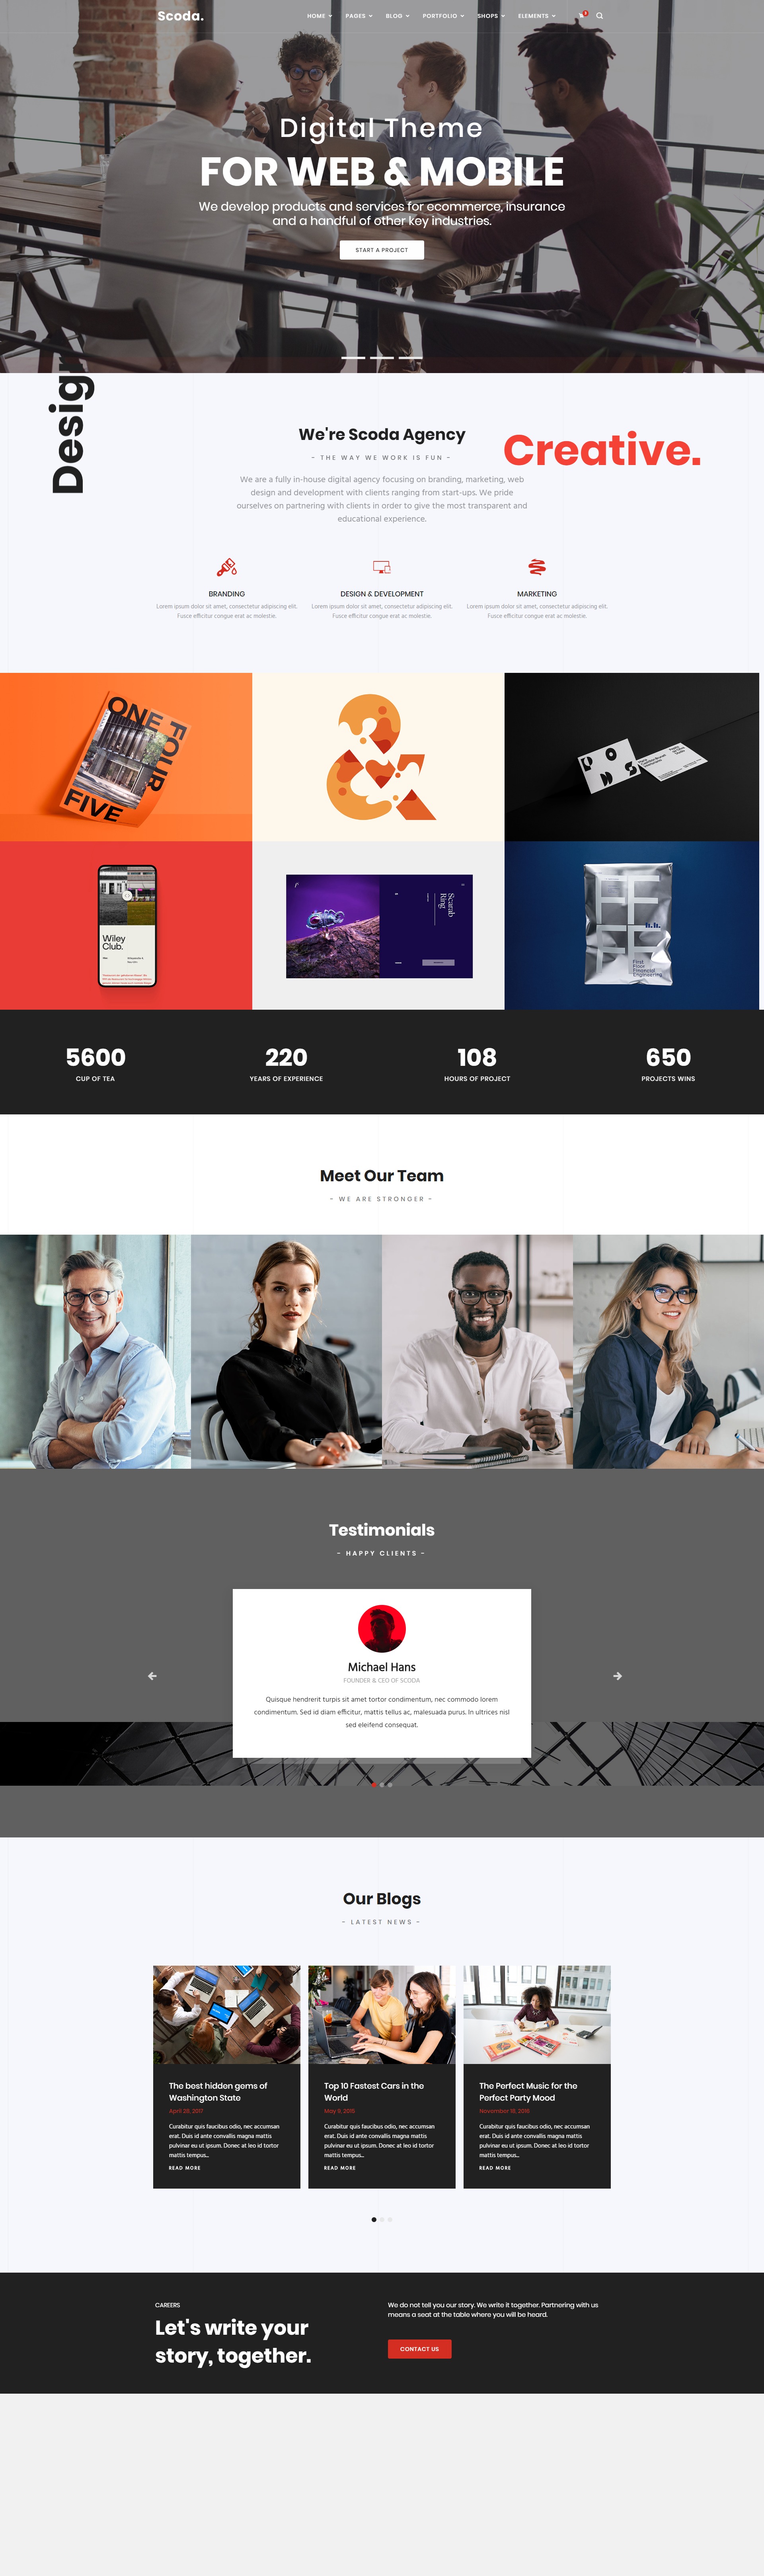 Scoda.
HOME PAGES BLOG PORTFOLIO SHOPS ELEMENTS
Digital Theme
FOR WEB & MOBILE
We develop products and services for ecommerce, insurance
and a handful of other key industries.
START A PROJECT
Design
Creative.
We're Scoda Agency
- THE WAY WE WORK IS FUN -
We are a fully in-house digital agency focusing on branding, marketing, web
design and development with clients ranging from start-ups. We pride
ourselves on partnering with clients in order to give the most transparent and
educational experience.
BRANDING
Lorem ipsum dolor sit amet, consectetur adipiscing elit.
Fusce efficitur congue erat ac molestie.
DESIGN & DEVELOPMENT
Lorem ipsum dolor sit amet, consectetur adipiscing elit.
Fusce efficitur congue erat ac molestie.
MARKETING
Lorem ipsum dolor sit amet, consectetur adipiscing elit.
Fusce efficitur congue erat ac molestie.
ONE FOUR
FIVE
&
Wiley
Club.
Scarab
Ring
First
Floor
Financial
Engineering
5600
CUP OF TEA
220
YEARS OF EXPERIENCE
108
HOURS OF PROJECT
650
PROJECTS WINS
Meet Our Team
- WE ARE STRONGER -
Testimonials
- HAPPY CLIENTS -
Michael Hans
FOUNDER & CEO OF SCODA
Quisque hendrerit turpis sit amet tortor condimentum, nec commodo lorem
condimentum. Sed id diam efficitur, mattis tellus ac, malesuada purus. In ultrices nisl
sed eleifend consequat.
Our Blogs
- LATEST NEWS -
The best hidden gems of
Washington State
April 28, 2017
Curabitur quis faucibus odio, nec accumsan
erat. Duis id ante convallis magna mattis
pulvinar eu ut ipsum. Donec at leo id tortor
mattis tempus...
READ MORE
Top 10 Fastest Cars in the
World
May 9, 2015
Curabitur quis faucibus odio, nec accumsan
erat. Duis id ante convallis magna mattis
pulvinar eu ut ipsum. Donec at leo id tortor
mattis tempus...
READ MORE
The Perfect Music for the
Perfect Party Mood
November 18, 2016
Curabitur quis faucibus odio, nec accumsan
erat. Duis id ante convallis magna mattis
pulvinar eu ut ipsum. Donec at leo id tortor
mattis tempus...
READ MORE
CAREERS
Let's write your
story, together.
We do not tell you our story. We write it together. Partnering with us
means a seat at the table where you will be heard.
CONTACT US